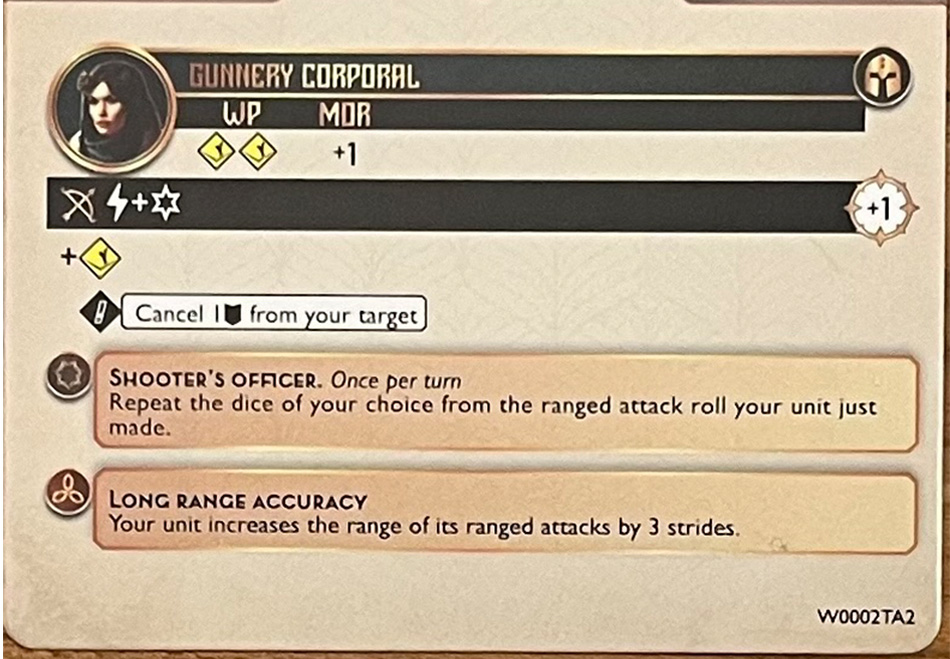 GUNNERY CORPORAL
WP MOR
+1
+ +1
+
Cancel 1 from your target
SHOOTER'S OFFICER. Once per turn
Repeat the dice of your choice from the ranged attack roll your unit just
made.
LONG RANGE ACCURACY
Your unit increases the range of its ranged attacks by 3 strides.
W0002TA2